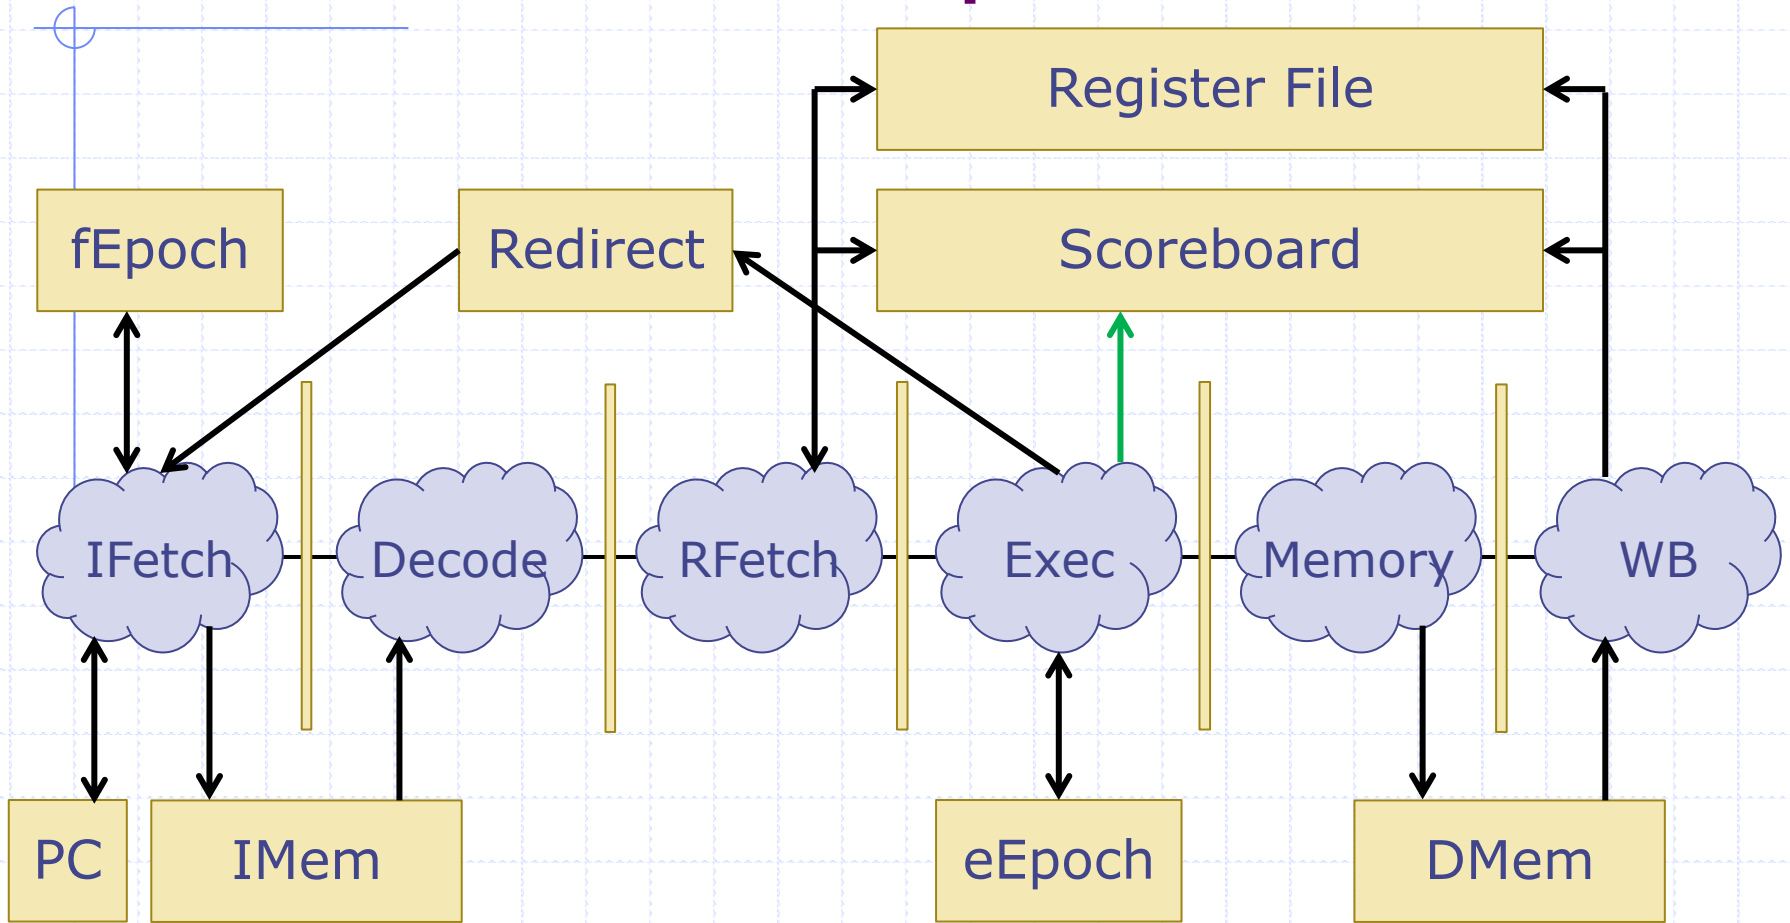 Register File
fEpoch
Redirect
Scoreboard
IFetch
Decode
RFetch
Exec
Memory
WB
PC
IMem
eEpoch
DMem